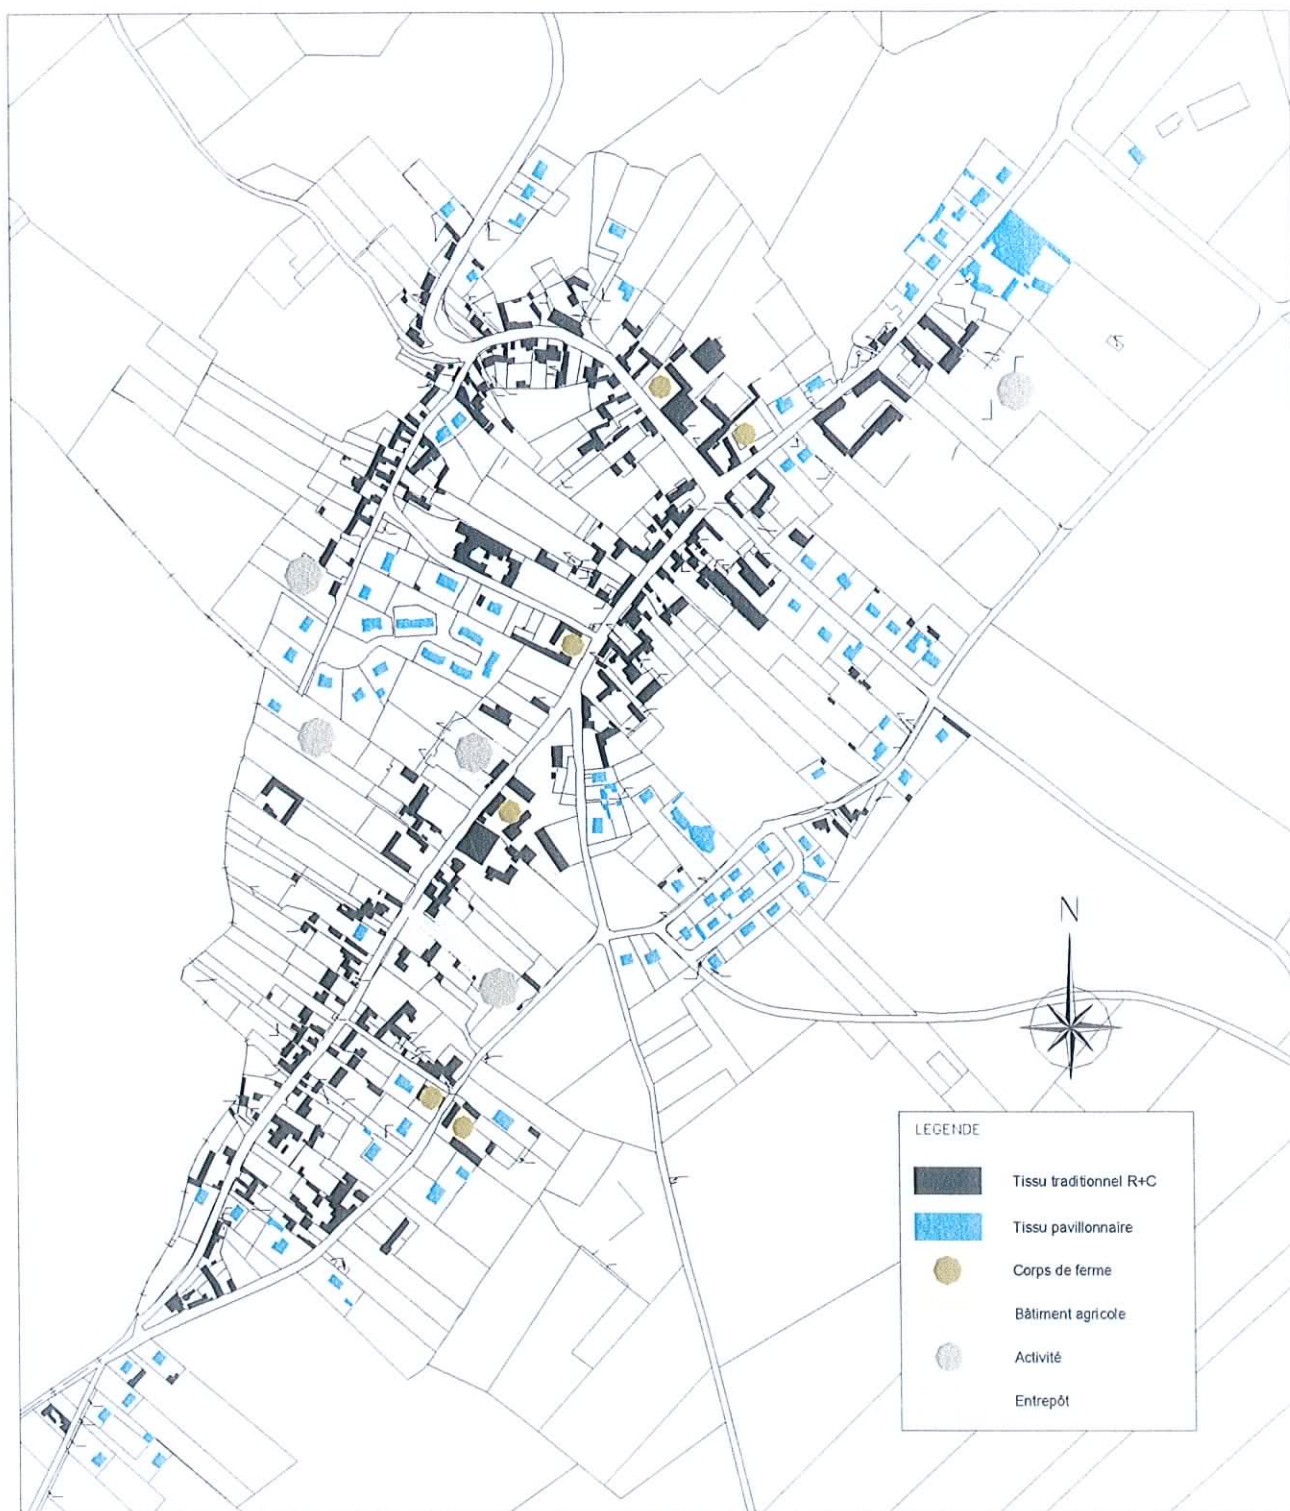 N
LEGENDE
Tissu traditionnel R+C
Tissu pavillonnaire
Corps de ferme
Bâtiment agricole
Activité
Entrepôt